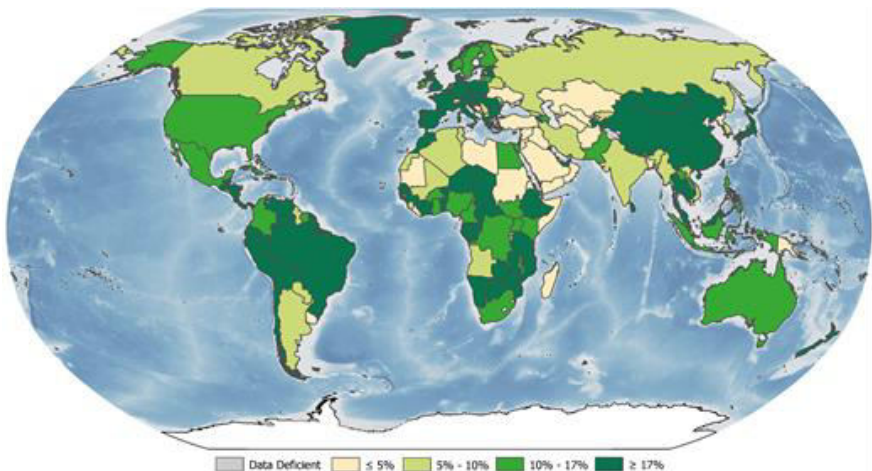 Data Deficient ≤ 5% 5% - 10% 10% - 17% ≥ 17%